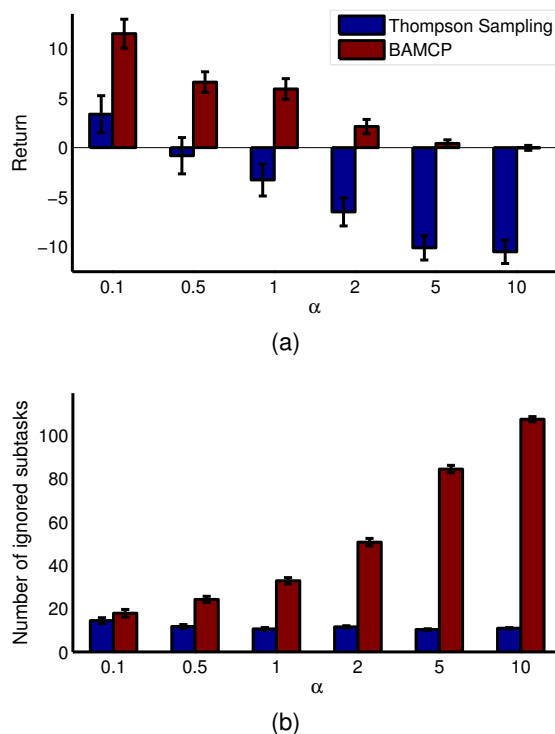 Thompson Sampling
BAMCP
Return
10
5
0
−5
−10
0.1 0.5 1 2 5 10
α
(a)
Number of ignored subtasks
100
80
60
40
20
0
0.1 0.5 1 2 5 10
α
(b)